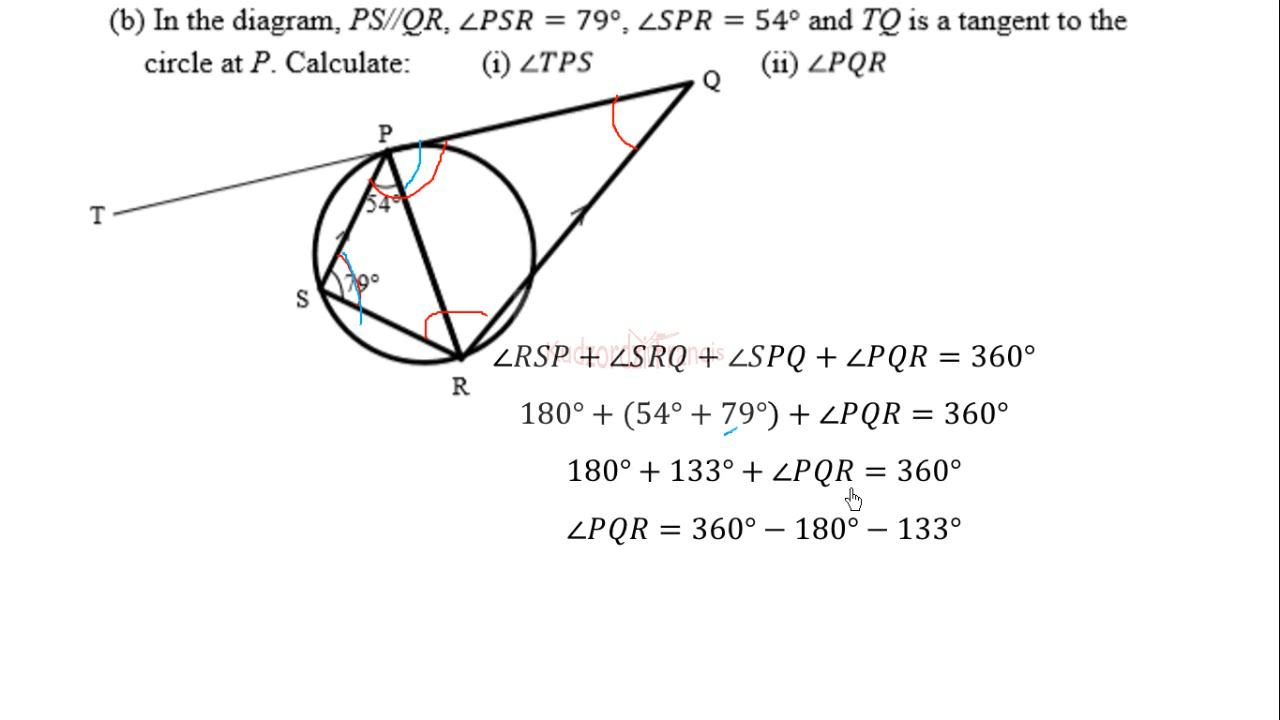 (b) In the diagram, PS//QR, ∠PSR = 79°, ∠SPR = 54° and TQ is a tangent to the
circle at P. Calculate: (i) ∠TPS (ii) ∠PQR
Q
P
T
54°
79°
S
R
∠RSP + ∠SRQ + ∠SPQ + ∠PQR = 360°
180° + (54° + 79°) + ∠PQR = 360°
180° + 133° + ∠PQR = 360°
∠PQR = 360° − 180° − 133°